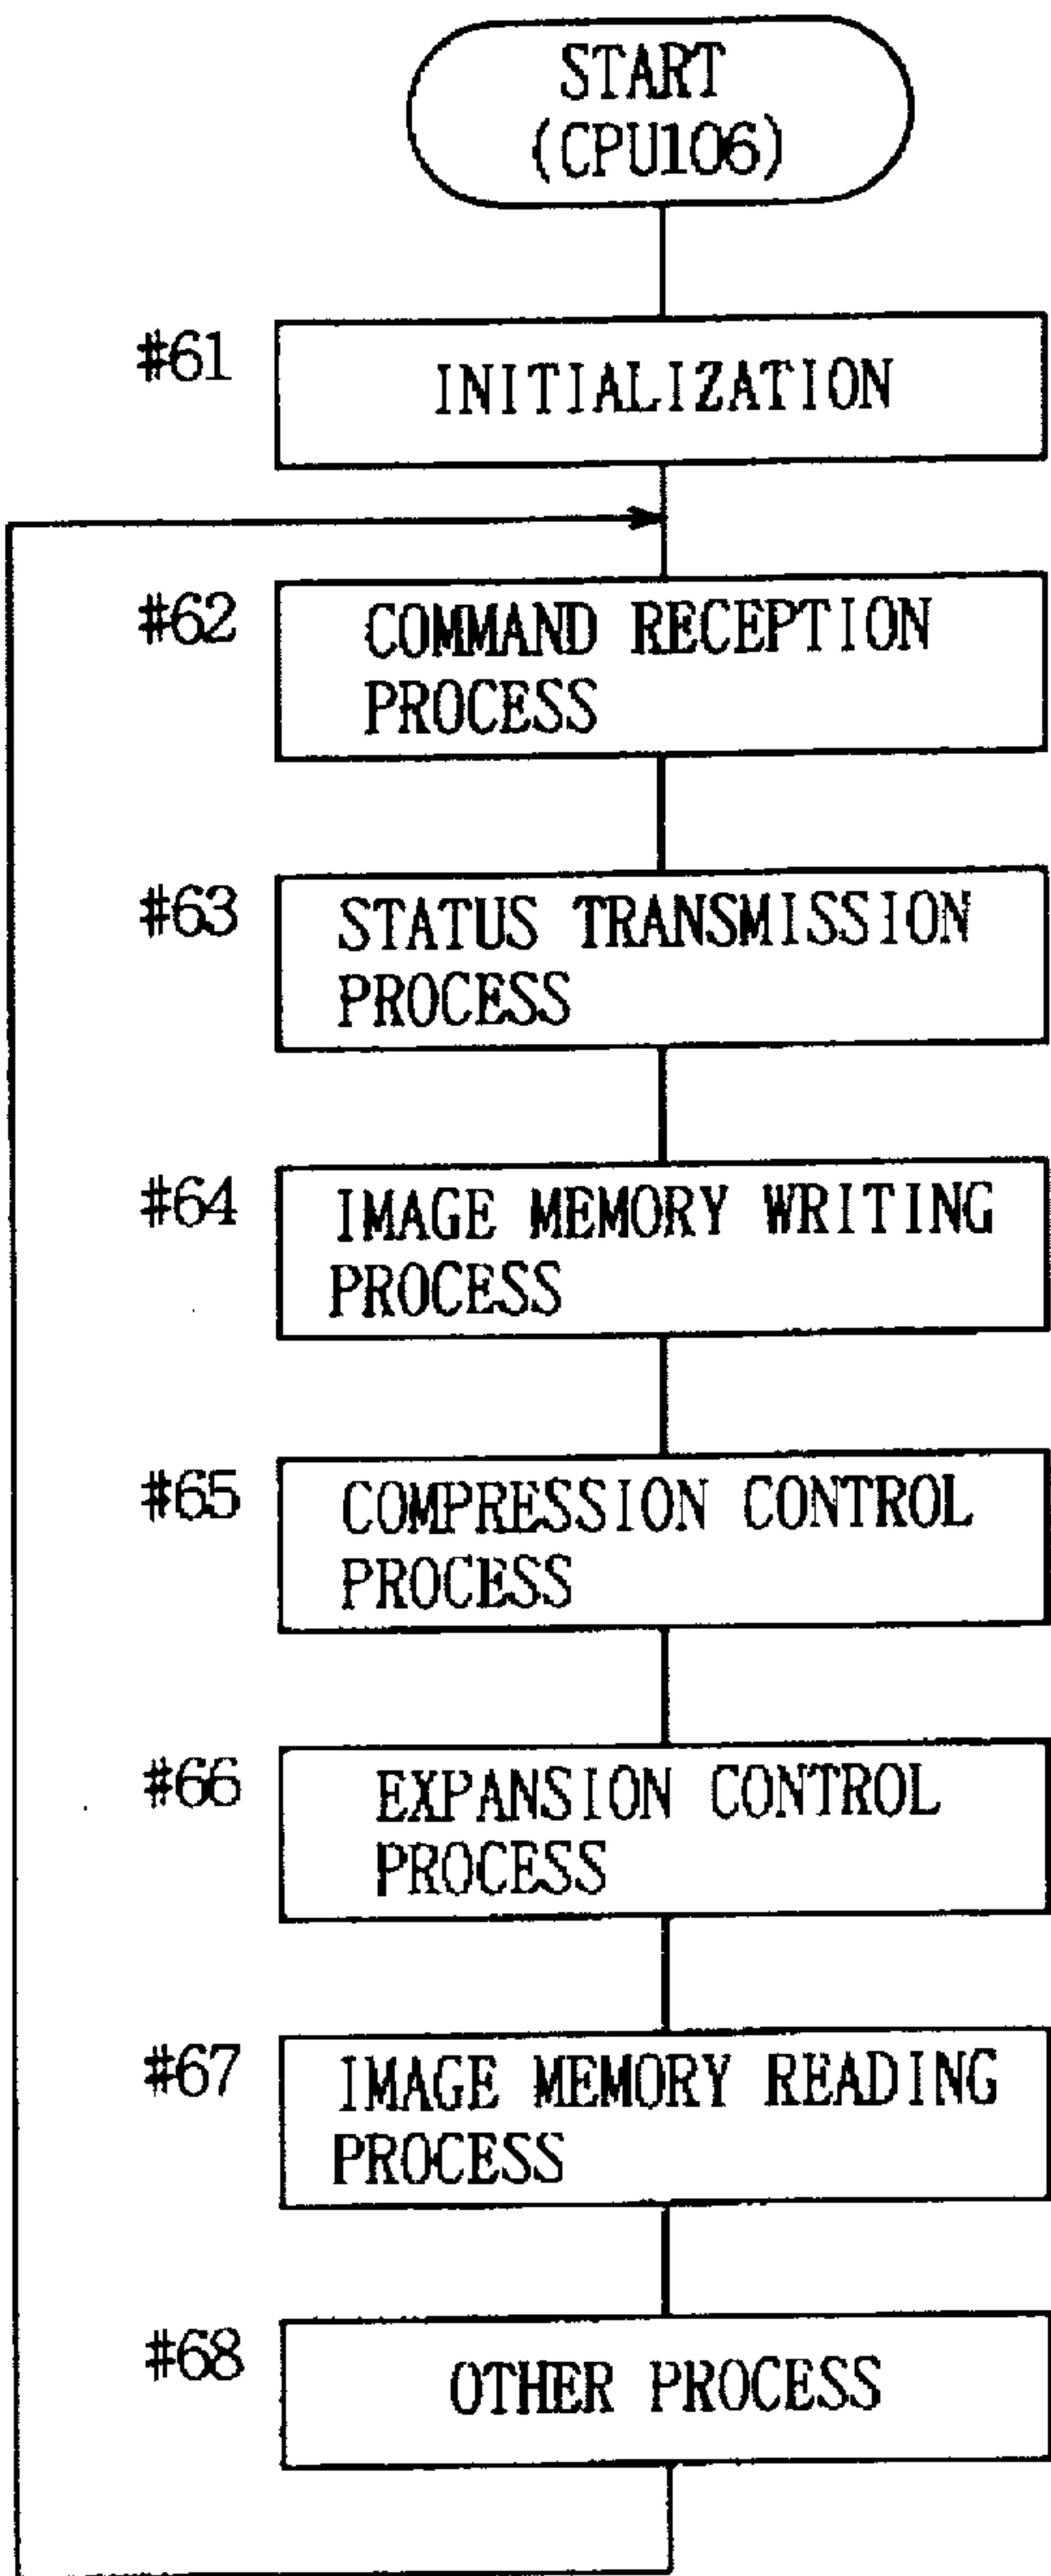 START
(CPU106)
#61
INITIALIZATION
#62
COMMAND RECEPTION
PROCESS
#63
STATUS TRANSMISSION
PROCESS
#64
IMAGE MEMORY WRITING
PROCESS
#65
COMPRESSION CONTROL
PROCESS
#66
EXPANSION CONTROL
PROCESS
#67
IMAGE MEMORY READING
PROCESS
#68
OTHER PROCESS